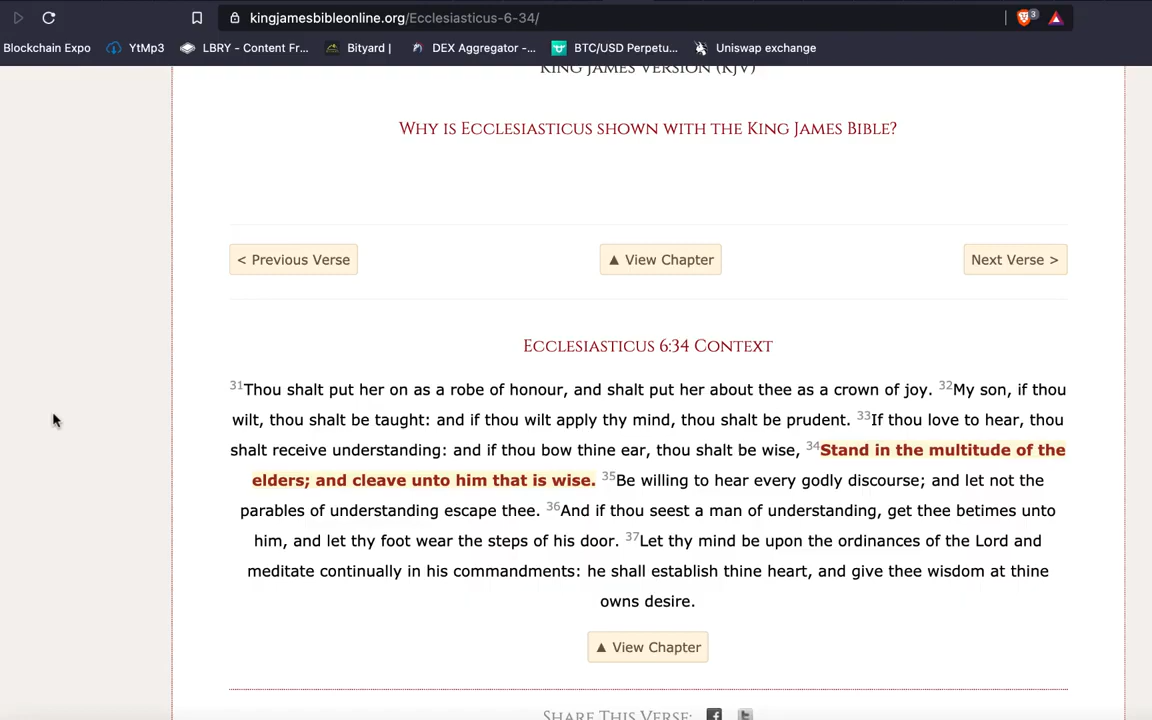 kingjamesbibleonline.org/Ecclesiasticus-6-34/
3
Blockchain Expo YtMp3 LBRY - Content Fr... Bityard | DEX Aggregator -... BTC/USD Perpetu... Uniswap exchange
KING JAMES VERSION (KJV)
WHY IS ECCLESIASTICUS SHOWN WITH THE KING JAMES BIBLE?
< Previous Verse ▲ View Chapter Next Verse >
ECCLESIASTICUS 6:34 CONTEXT
31Thou shalt put her on as a robe of honour, and shalt put her about thee as a crown of joy. 32My son, if thou
wilt, thou shalt be taught: and if thou wilt apply thy mind, thou shalt be prudent. 33If thou love to hear, thou
shalt receive understanding: and if thou bow thine ear, thou shalt be wise, 34Stand in the multitude of the
elders; and cleave unto him that is wise. 35Be willing to hear every godly discourse; and let not the
parables of understanding escape thee. 36And if thou seest a man of understanding, get thee betimes unto
him, and let thy foot wear the steps of his door. 37Let thy mind be upon the ordinances of the Lord and
meditate continually in his commandments: he shall establish thine heart, and give thee wisdom at thine
owns desire.
▲ View Chapter
SHARE THIS VERSE: